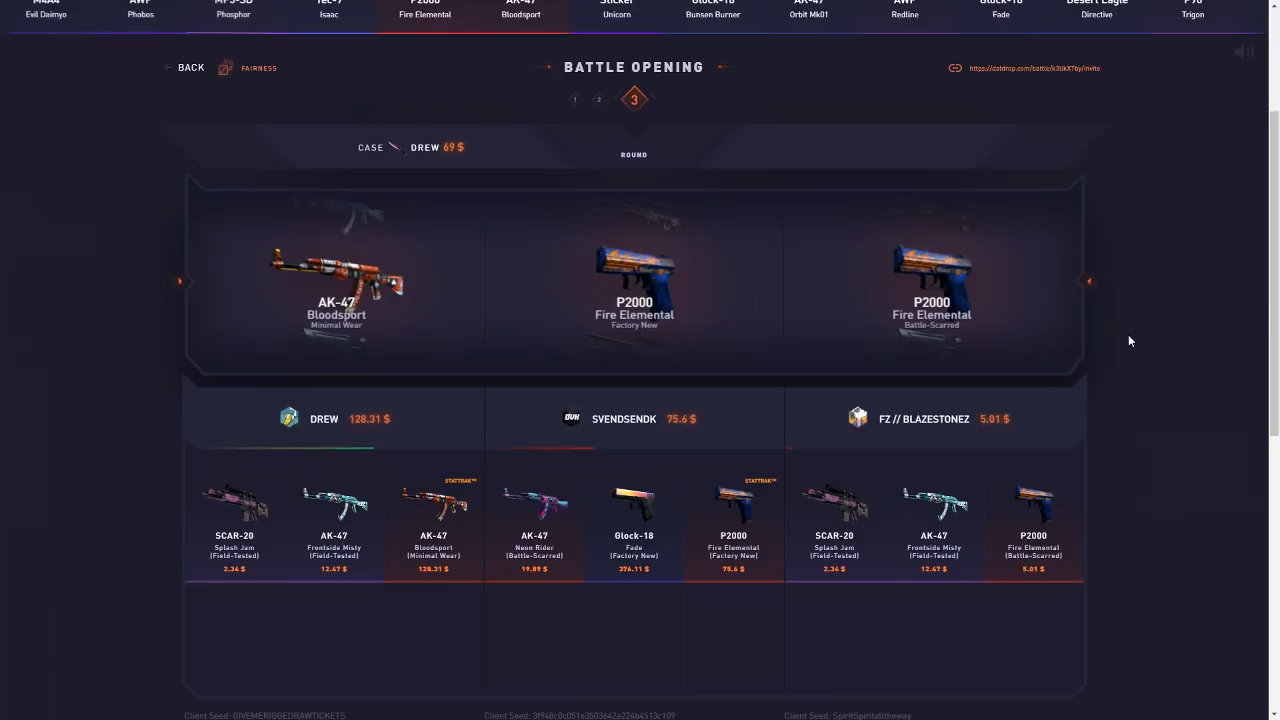 M4A4 AWP MP5-SD Tec-9 P2000 AK-47 Sticker Glock-18 AK-47 AWP Glock-18 Desert Eagle P90
Evil Daimyo Phobos Phosphor Isaac Fire Elemental Bloodsport Unicorn Bunsen Burner Orbit Mk01 Redline Fade Directive Trigon
← BACK FAIRNESS BATTLE OPENING https://datdrop.com/battle/k3llkXTby/invite
1 2 3
CASE DREW 69 $
ROUND
AK-47 P2000 P2000
Bloodsport Fire Elemental Fire Elemental
Minimal Wear Factory New Battle-Scarred
DREW 128.31 $ OVH SVENDSENDK 75.6 $ FZ // BLAZESTONEZ 5.01 $
STATTRAK™ STATTRAK™
SCAR-20 AK-47 AK-47 AK-47 Glock-18 P2000 SCAR-20 AK-47 P2000
Splash Jam Frontside Misty Bloodsport Neon Rider Fade Fire Elemental Splash Jam Frontside Misty Fire Elemental
(Field-Tested) (Field-Tested) (Minimal Wear) (Battle-Scarred) (Factory New) (Factory New) (Field-Tested) (Field-Tested) (Battle-Scarred)
2.34 $ 12.47 $ 128.31 $ 19.89 $ 376.11 $ 75.6 $ 2.34 $ 12.47 $ 5.01 $
Client Seed: GIVEMERIGGEDRAWTICKETS Client Seed: 3f948c0c051e3503642a224b4513c109 Client Seed: SpiritSpiritalltheway